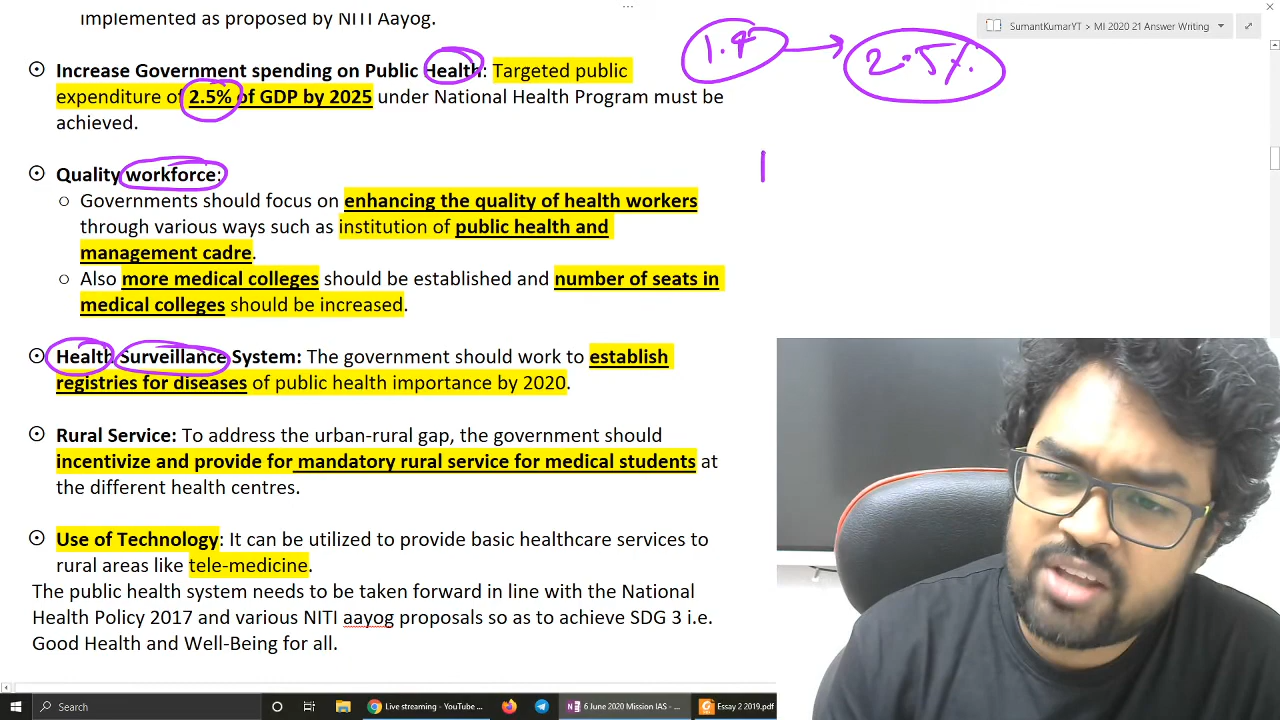 implemented as proposed by NITI Aayog.
SumantKumarYT > MI 2020 21 Answer Writing
1.4 → 2.5%
Increase Government spending on Public Health: Targeted public
expenditure of 2.5% of GDP by 2025 under National Health Program must be
achieved.
Quality workforce:
Governments should focus on enhancing the quality of health workers
through various ways such as institution of public health and
management cadre.
Also more medical colleges should be established and number of seats in
medical colleges should be increased.
Health Surveillance System: The government should work to establish
registries for diseases of public health importance by 2020.
Rural Service: To address the urban-rural gap, the government should
incentivize and provide for mandatory rural service for medical students at
the different health centres.
Use of Technology: It can be utilized to provide basic healthcare services to
rural areas like tele-medicine.
The public health system needs to be taken forward in line with the National
Health Policy 2017 and various NITI aayog proposals so as to achieve SDG 3 i.e.
Good Health and Well-Being for all.
Search
Live streaming - YouTube ...
6 June 2020 Mission IAS - ...
Essay 2 2019.pdf